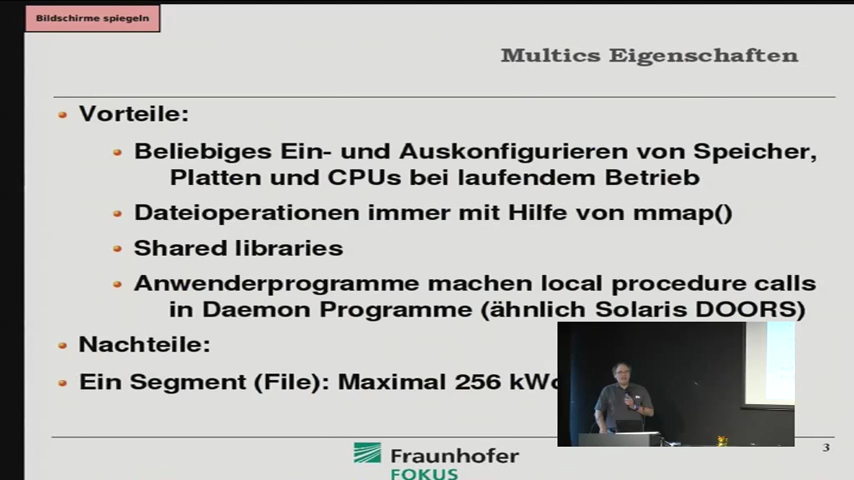 Bildschirme spiegeln
Multics Eigenschaften
Vorteile:
Beliebiges Ein- und Auskonfigurieren von Speicher,
Platten und CPUs bei laufendem Betrieb
Dateioperationen immer mit Hilfe von mmap()
Shared libraries
Anwenderprogramme machen local procedure calls
in Daemon Programme (ähnlich Solaris DOORS)
Nachteile:
Ein Segment (File): Maximal 256
3
Fraunhofer
FOKUS